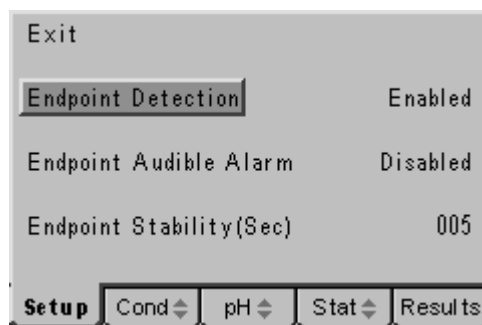 Exit
Endpoint Detection Enabled
Endpoint Audible Alarm Disabled
Endpoint Stability(Sec) 005
Setup Cond pH Stat Results